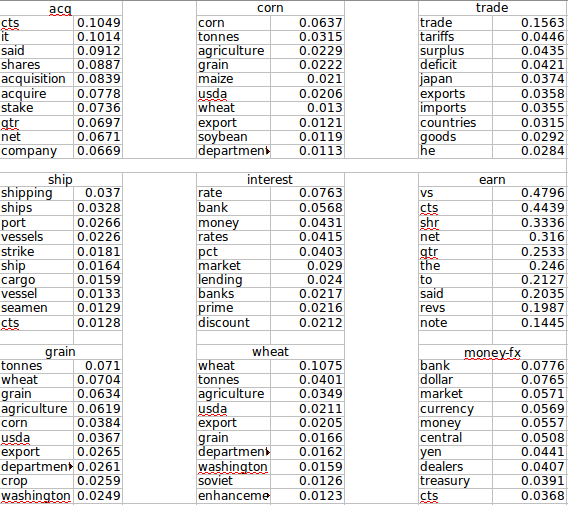 acq corn trade
cts 0.1049 corn 0.0637 trade 0.1563
it 0.1014 tonnes 0.0315 tariffs 0.0446
said 0.0912 agriculture 0.0229 surplus 0.0435
shares 0.0887 grain 0.0222 deficit 0.0421
acquisition 0.0839 maize 0.021 japan 0.0374
acquire 0.0778 usda 0.0206 exports 0.0358
stake 0.0736 wheat 0.013 imports 0.0355
qtr 0.0697 export 0.0121 countries 0.0315
net 0.0671 soybean 0.0119 goods 0.0292
company 0.0669 departmen 0.0113 he 0.0284
ship interest earn
shipping 0.037 rate 0.0763 vs 0.4796
ships 0.0328 bank 0.0568 cts 0.4439
port 0.0266 money 0.0431 shr 0.3336
vessels 0.0226 rates 0.0415 net 0.316
strike 0.0181 pct 0.0403 qtr 0.2533
ship 0.0164 market 0.029 the 0.246
cargo 0.0159 lending 0.024 to 0.2127
vessel 0.0133 banks 0.0217 said 0.2035
seamen 0.0129 prime 0.0216 revs 0.1987
cts 0.0128 discount 0.0212 note 0.1445
grain wheat money-fx
tonnes 0.071 wheat 0.1075 bank 0.0776
wheat 0.0704 tonnes 0.0401 dollar 0.0765
grain 0.0634 agriculture 0.0349 market 0.0571
agriculture 0.0619 usda 0.0211 currency 0.0569
corn 0.0384 export 0.0205 money 0.0557
usda 0.0367 grain 0.0166 central 0.0508
export 0.0265 departmen 0.0162 yen 0.0441
departmen 0.0261 washington 0.0159 dealers 0.0407
crop 0.0259 soviet 0.0126 treasury 0.0391
washington 0.0249 enhanceme 0.0123 cts 0.0368